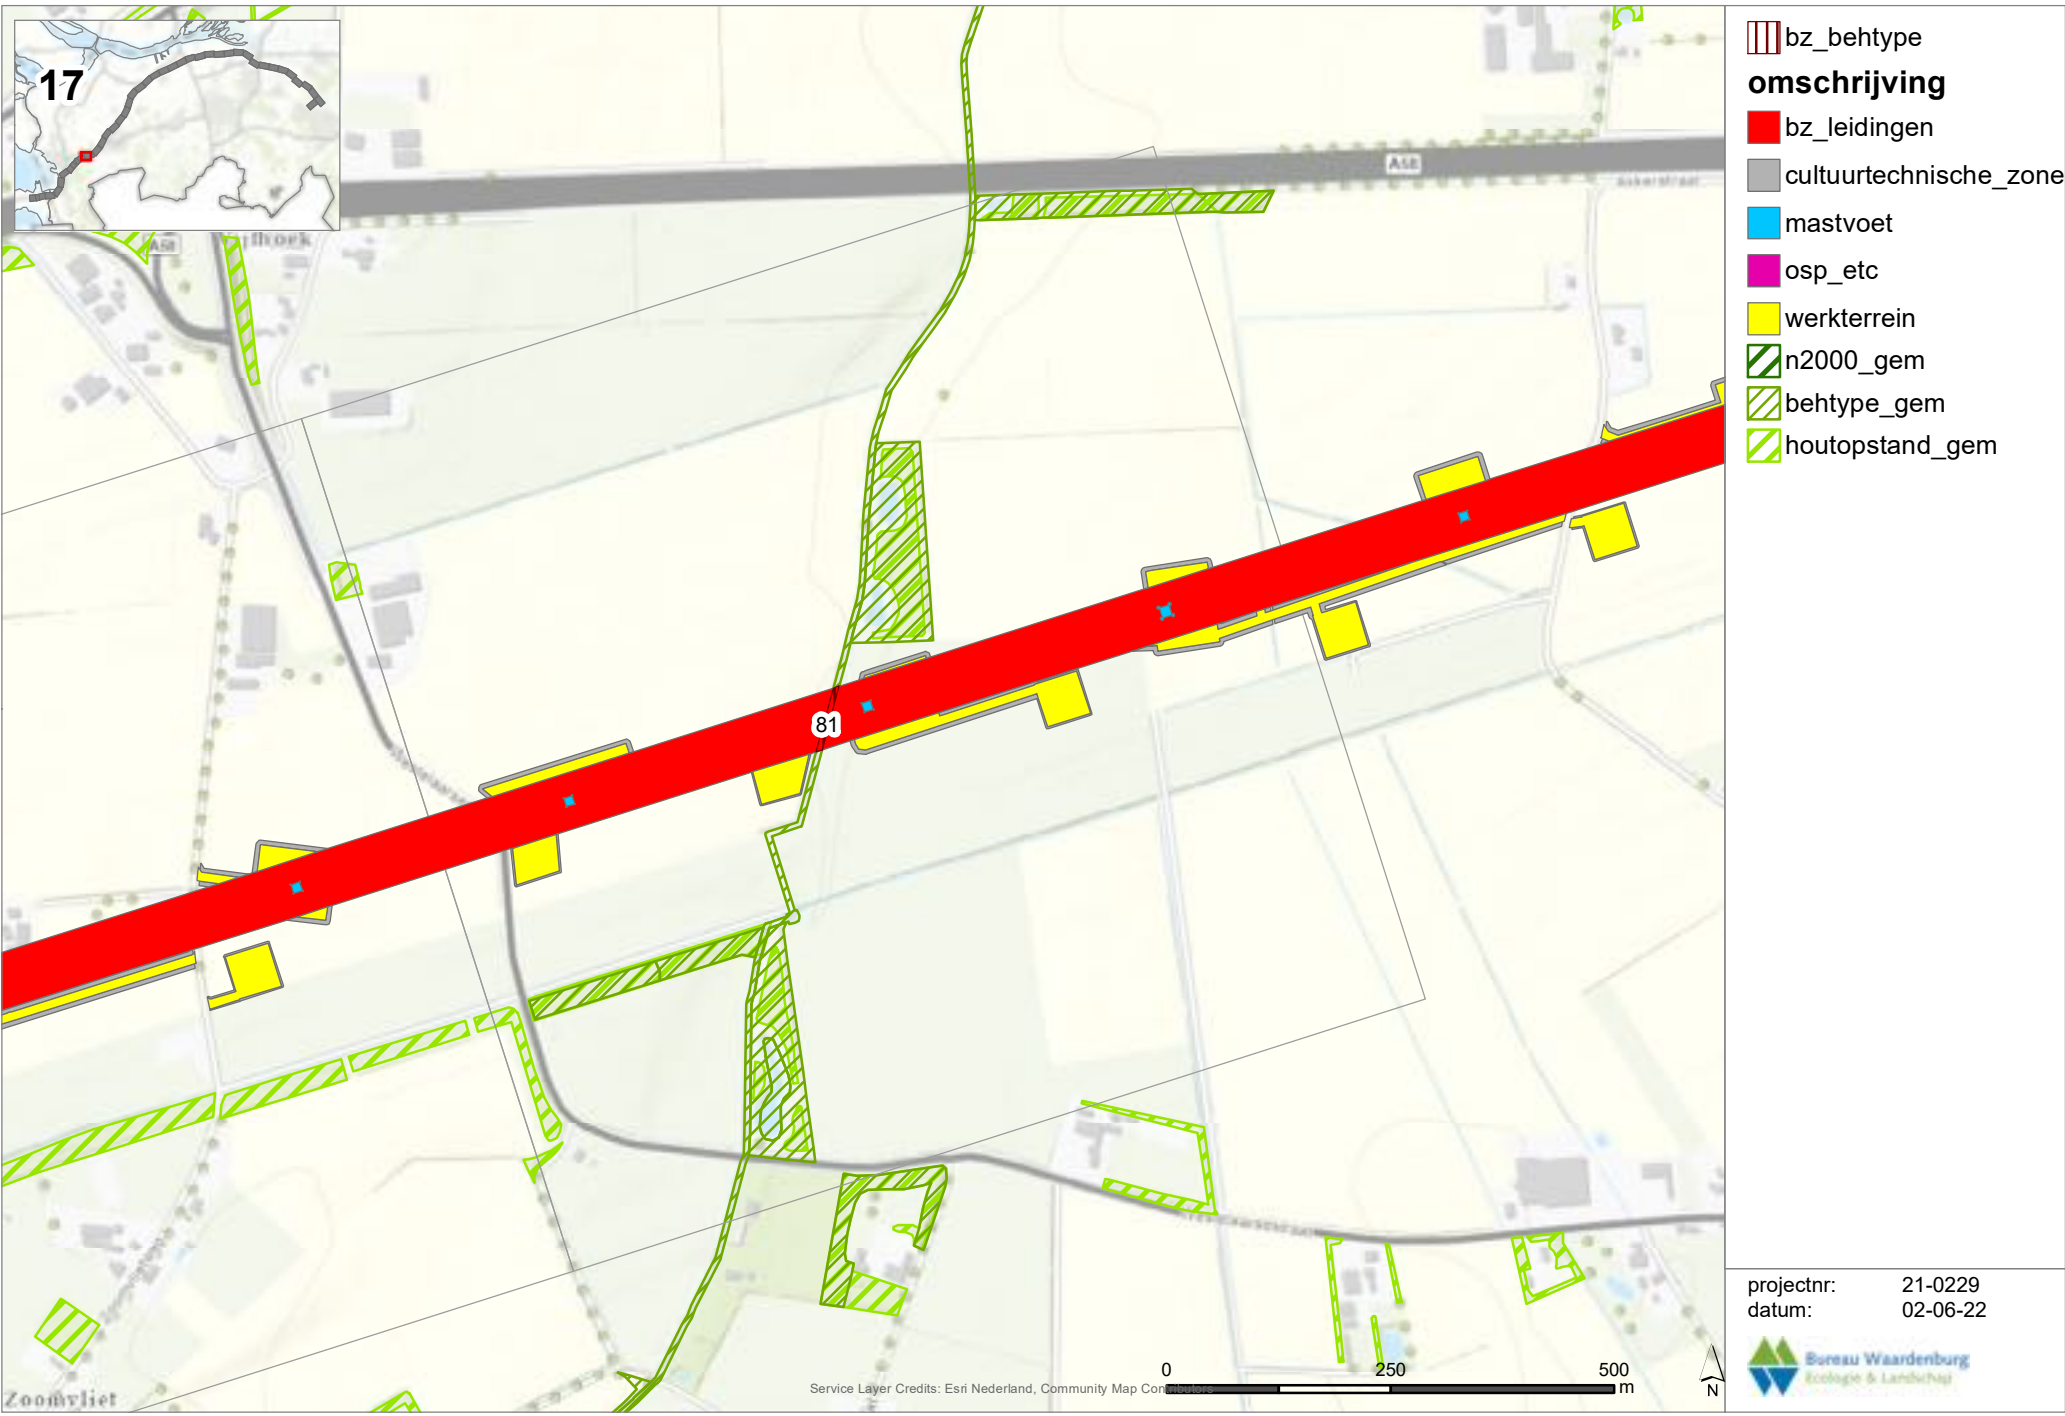 17
A58
A58
81
Zoomvliet
Service Layer Credits: Esri Nederland, Community Map Contributors
0 250 500
m
N
bz_behtype
omschrijving
bz_leidingen
cultuurtechnische_zone
mastvoet
osp_etc
werkterrein
n2000_gem
behtype_gem
houtopstand_gem
projectnr: 21-0229
datum: 02-06-22
Bureau Waardenburg
Ecologie & Landschap